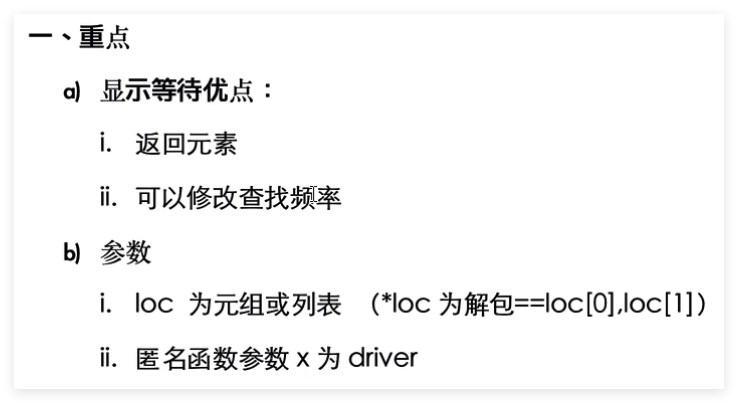 一、重点
a) 显示等待优点：
i. 返回元素
ii. 可以修改查找频率
b) 参数
i. loc 为元组或列表 （*loc 为解包==loc[0],loc[1]）
ii. 匿名函数参数 x 为 driver